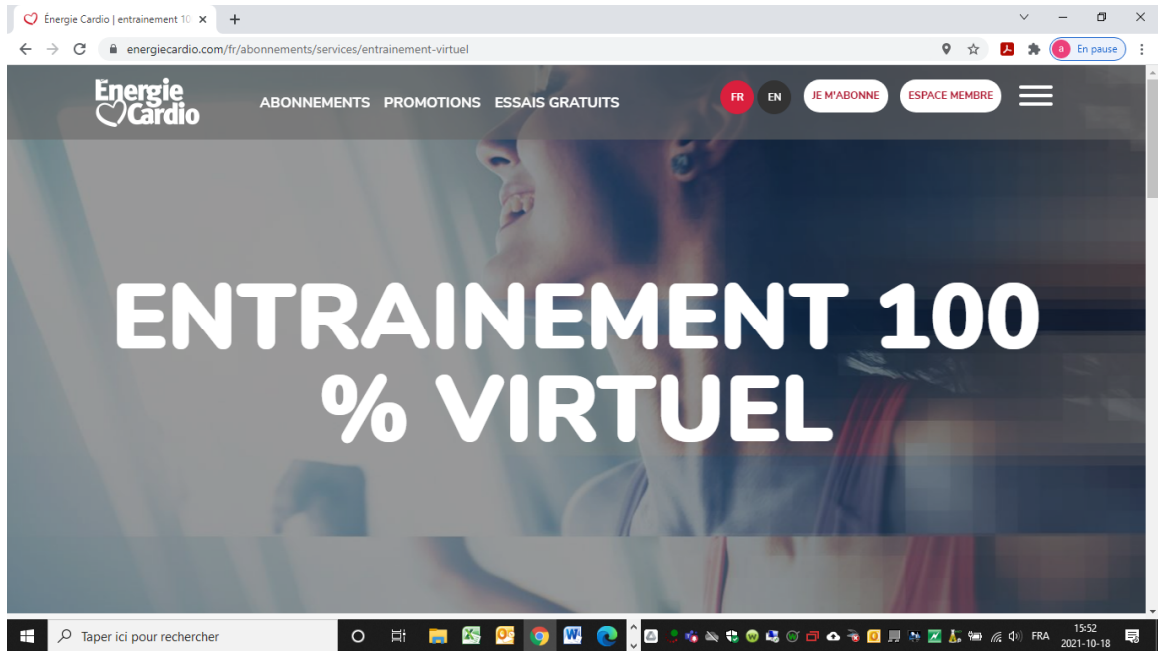 Énergie Cardio | entrainement 10
energiecardio.com/fr/abonnements/services/entrainement-virtuel
a
En pause
Énergie
Cardio
ABONNEMENTS PROMOTIONS ESSAIS GRATUITS
FR EN JE M'ABONNE ESPACE MEMBRE
ENTRAINEMENT 100
% VIRTUEL
Taper ici pour rechercher
FRA
15:52
2021-10-18